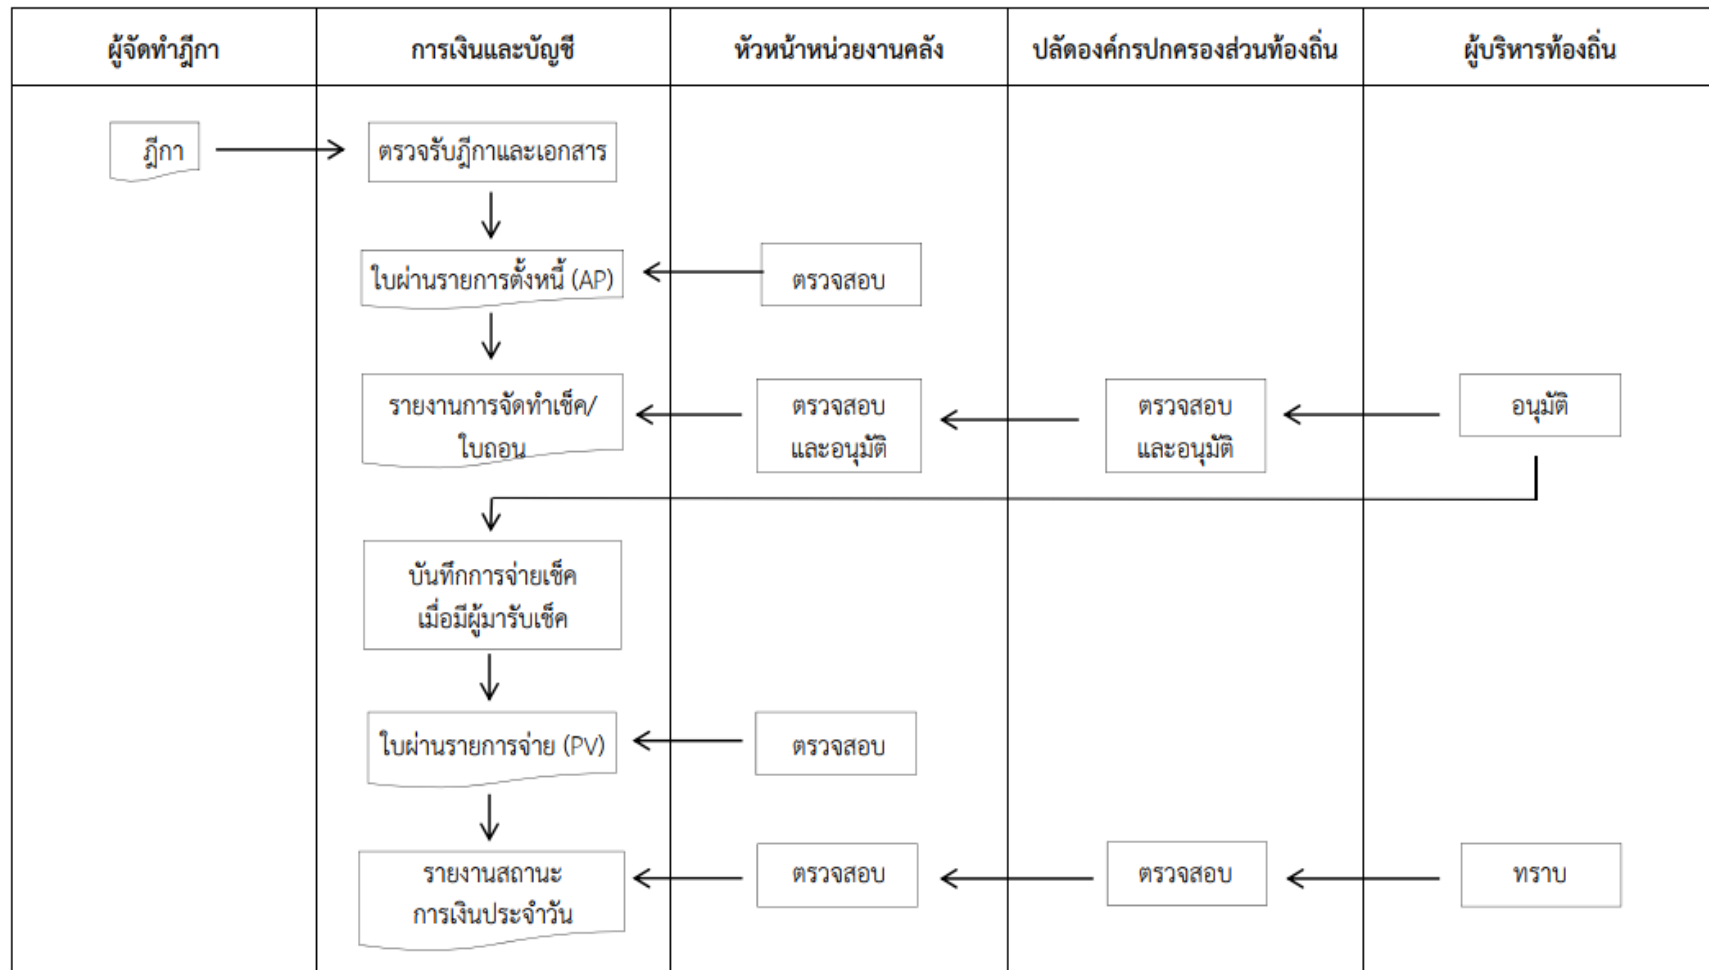 ผู้จัดทำฎีกา
การเงินและบัญชี
หัวหน้าหน่วยงานคลัง
ปลัดองค์กรปกครองส่วนท้องถิ่น
ผู้บริหารท้องถิ่น
ฎีกา
ตรวจรับฎีกาและเอกสาร
ใบผ่านรายการตั้งหนี้ (AP)
ตรวจสอบ
รายงานการจัดทำเช็ค/
ใบถอน
ตรวจสอบ
และอนุมัติ
ตรวจสอบ
และอนุมัติ
อนุมัติ
บันทึกการจ่ายเช็ค
เมื่อมีผู้มารับเช็ค
ใบผ่านรายการจ่าย (PV)
ตรวจสอบ
รายงานสถานะ
การเงินประจำวัน
ตรวจสอบ
ตรวจสอบ
ทราบ